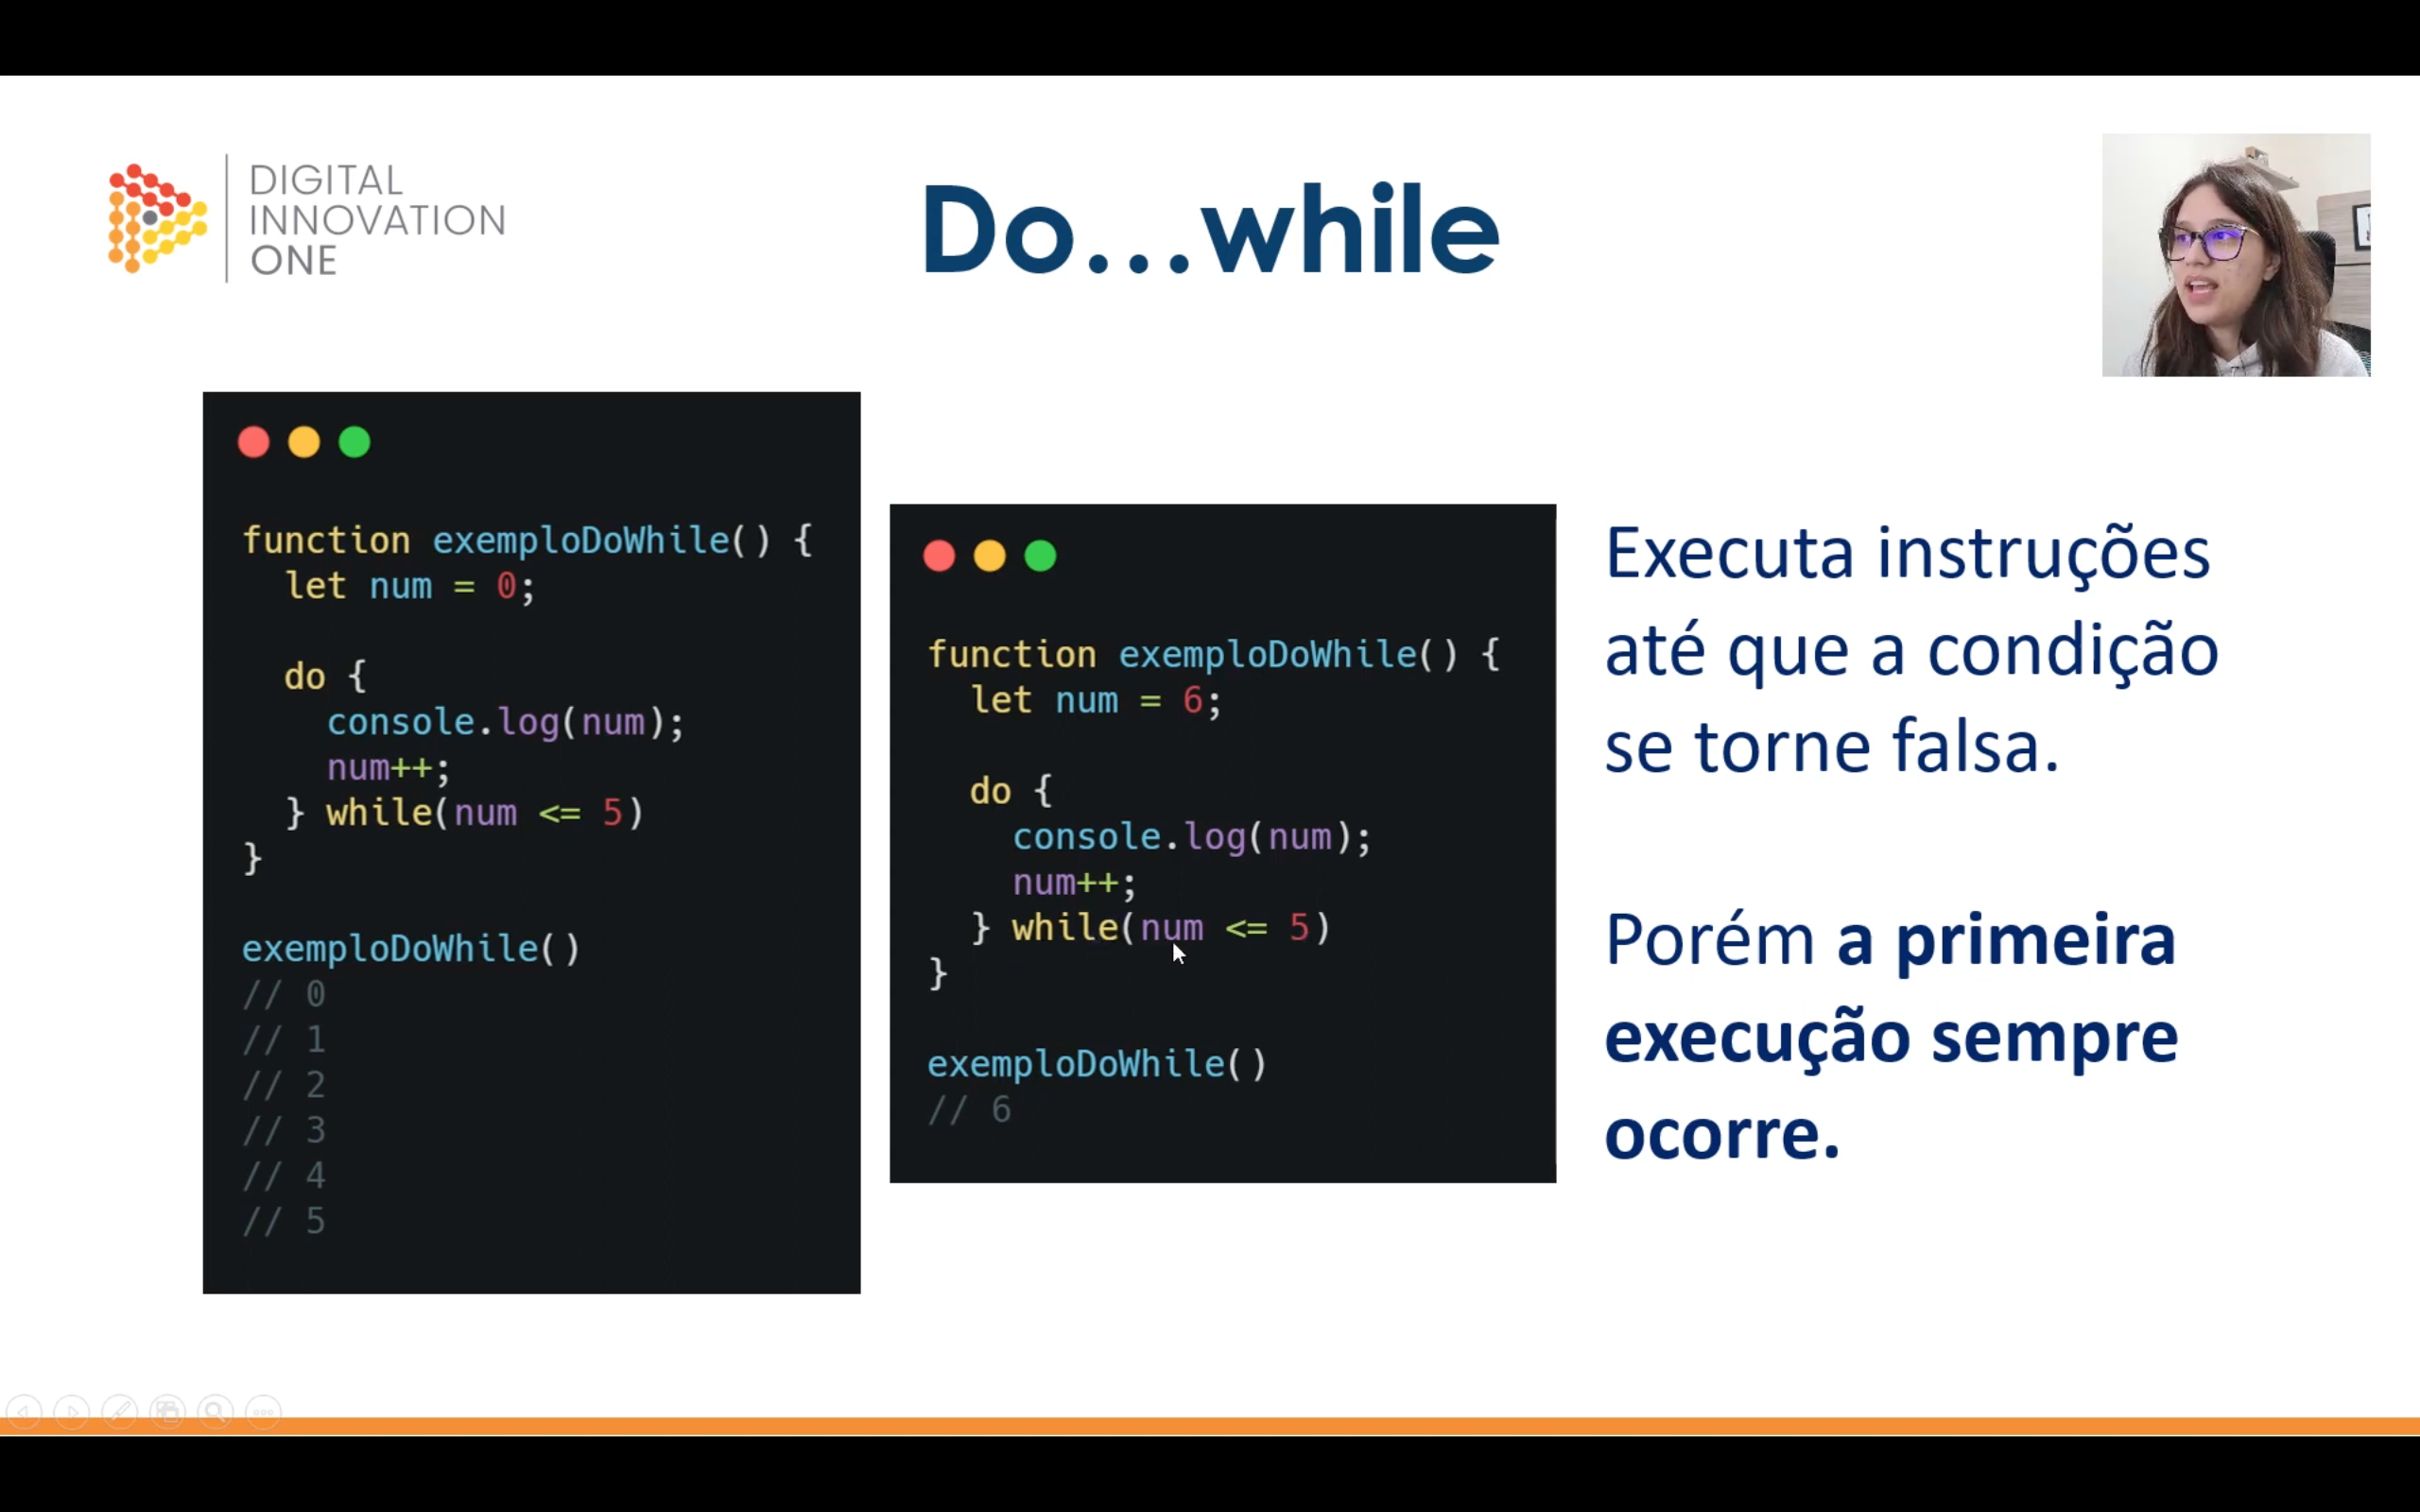 DIGITAL
INNOVATION
ONE
Do...while
function exemploDoWhile() {
let num = 0;
do {
console.log(num);
num++;
} while(num <= 5)
}
exemploDoWhile()
// 0
// 1
// 2
// 3
// 4
// 5
function exemploDoWhile() {
let num = 6;
do {
console.log(num);
num++;
} while(num <= 5)
}
exemploDoWhile()
// 6
Executa instruções
até que a condição
se torne falsa.
Porém a primeira
execução sempre
ocorre.